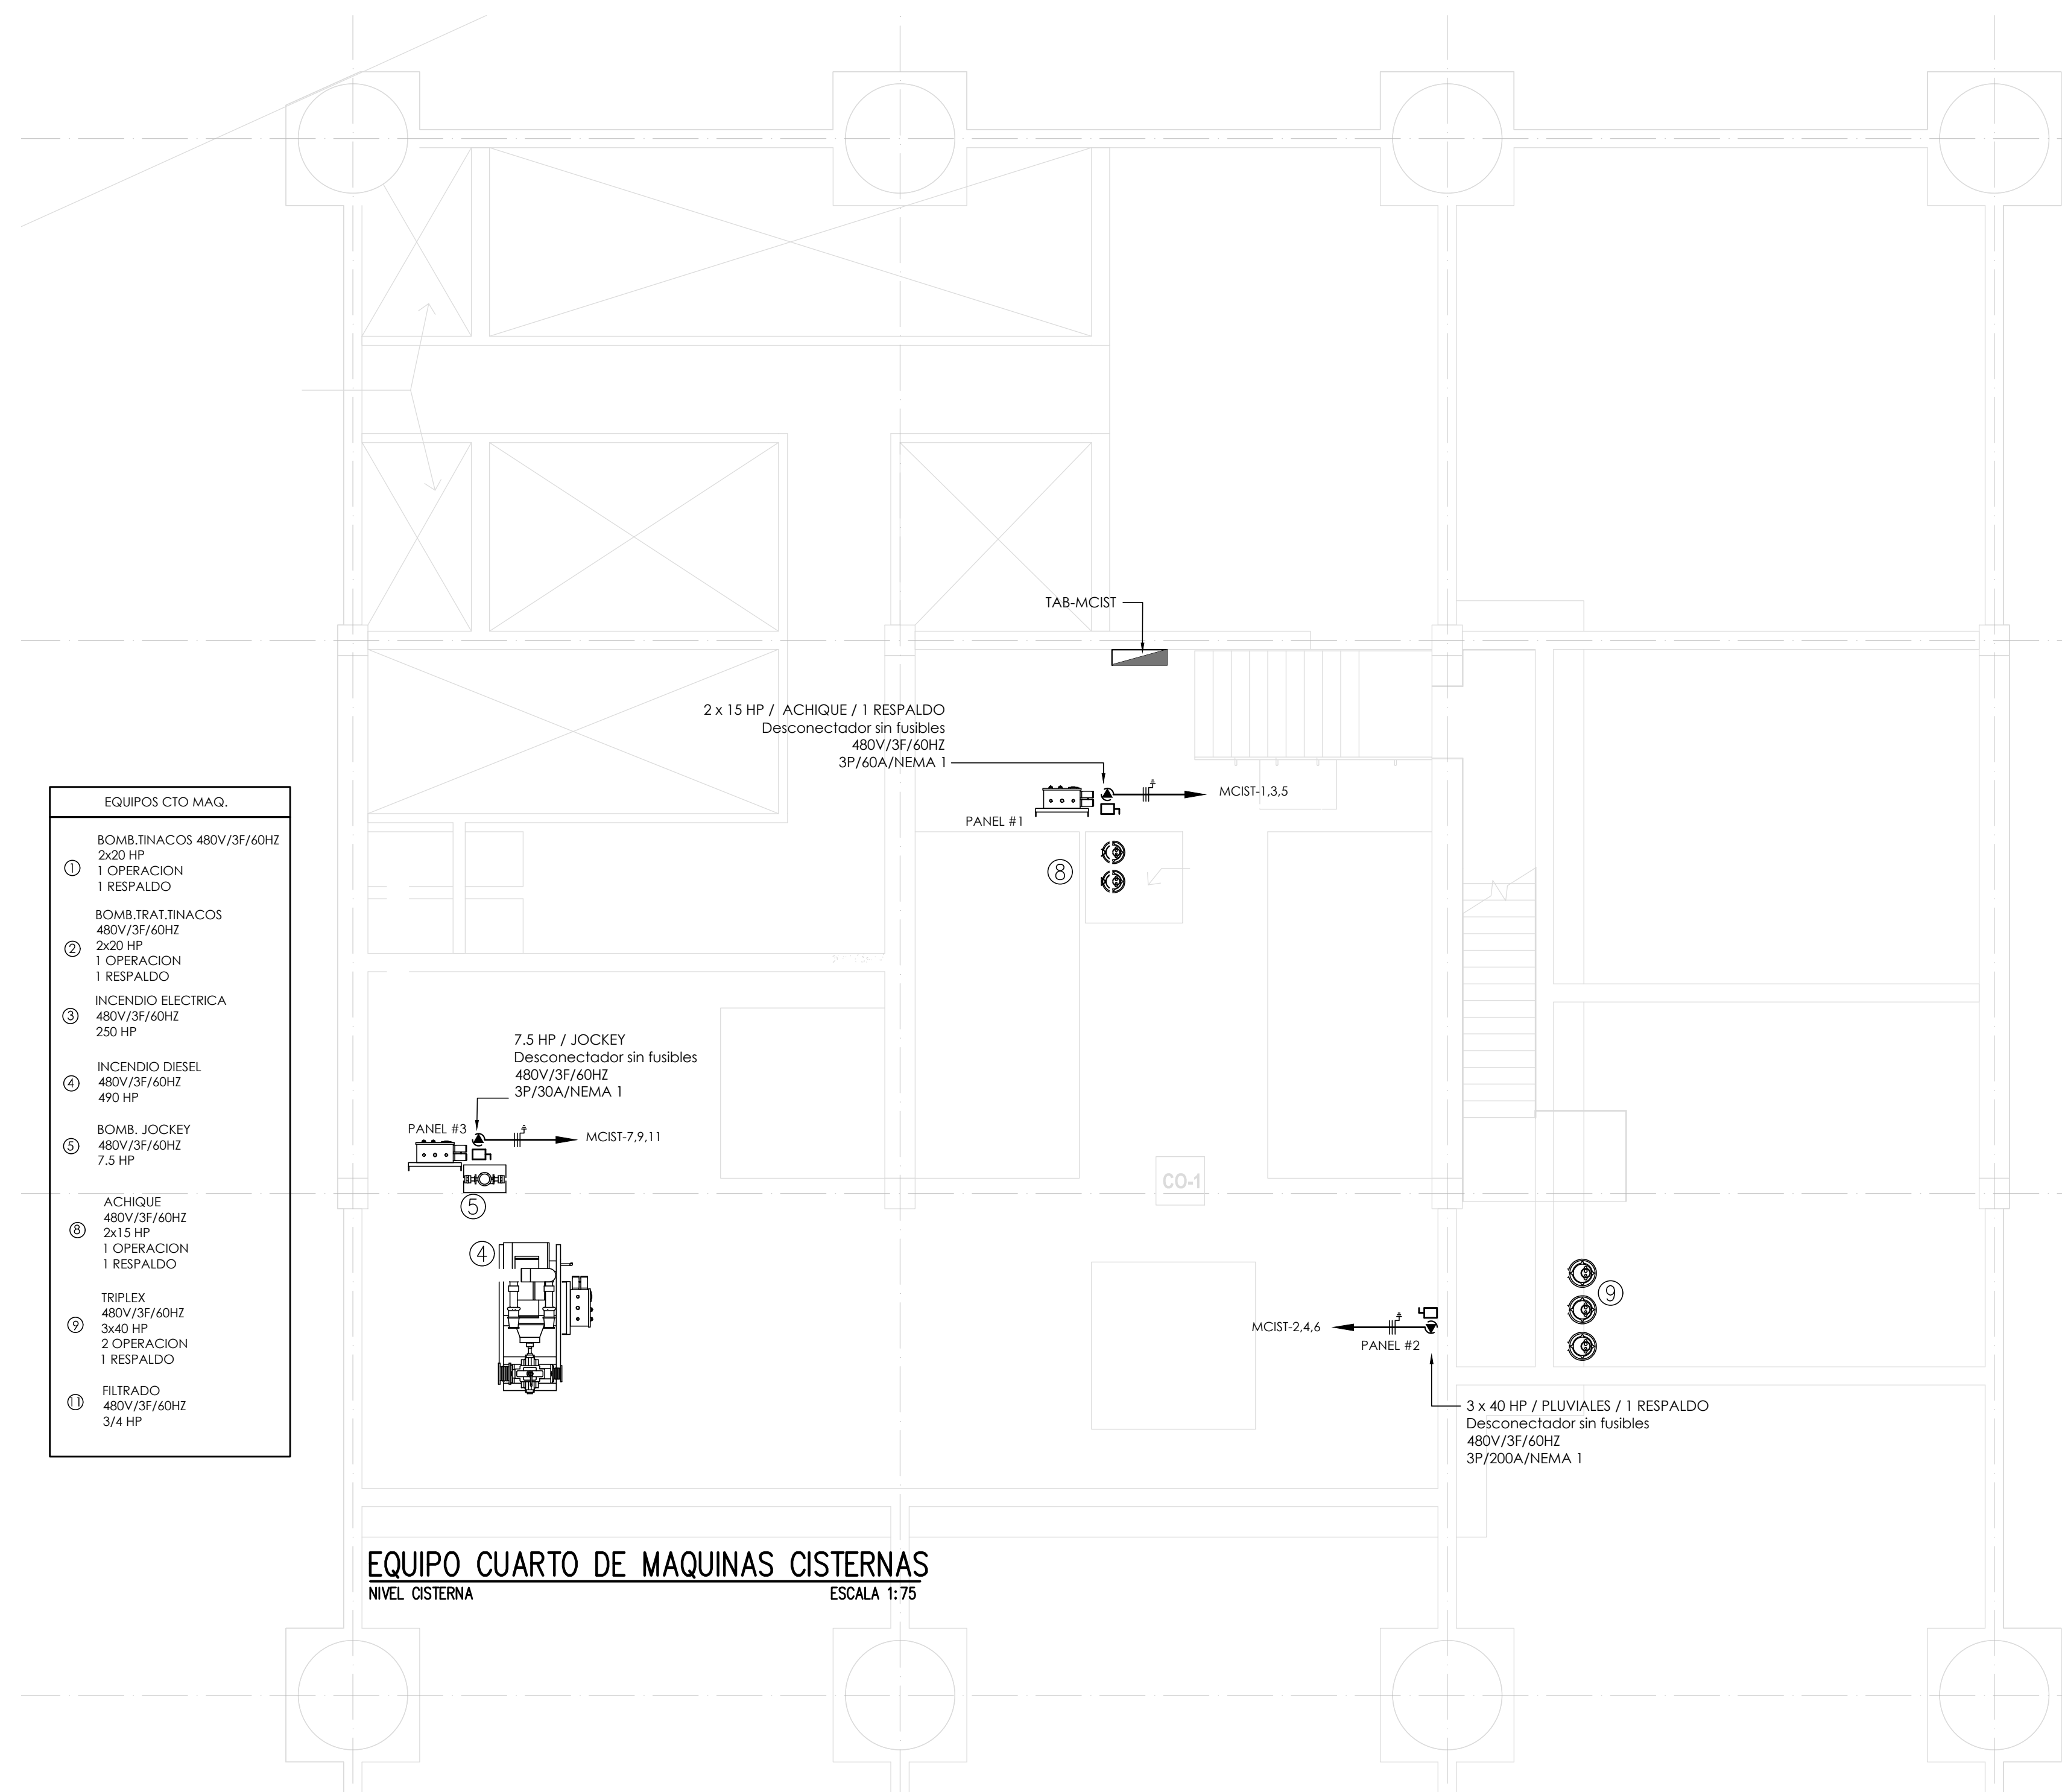 TAB-MCIST
2 x 15 HP / ACHIQUE / 1 RESPALDO
Desconectador sin fusibles
480V/3F/60HZ
3P/60A/NEMA 1
MCIST-1,3,5
PANEL #1
8
EQUIPOS CTO MAQ.
1
BOMB.TINACOS 480V/3F/60HZ
2x20 HP
1 OPERACION
1 RESPALDO
2
BOMB.TRAT.TINACOS
480V/3F/60HZ
2x20 HP
1 OPERACION
1 RESPALDO
3
INCENDIO ELECTRICA
480V/3F/60HZ
250 HP
4
INCENDIO DIESEL
480V/3F/60HZ
490 HP
5
BOMB. JOCKEY
480V/3F/60HZ
7.5 HP
8
ACHIQUE
480V/3F/60HZ
2x15 HP
1 OPERACION
1 RESPALDO
9
TRIPLEX
480V/3F/60HZ
3x40 HP
2 OPERACION
1 RESPALDO
11
FILTRADO
480V/3F/60HZ
3/4 HP
7.5 HP / JOCKEY
Desconectador sin fusibles
480V/3F/60HZ
3P/30A/NEMA 1
PANEL #3
MCIST-7,9,11
5
4
CO-1
9
MCIST-2,4,6
PANEL #2
3 x 40 HP / PLUVIALES / 1 RESPALDO
Desconectador sin fusibles
480V/3F/60HZ
3P/200A/NEMA 1
EQUIPO CUARTO DE MAQUINAS CISTERNAS
NIVEL CISTERNA ESCALA 1:75